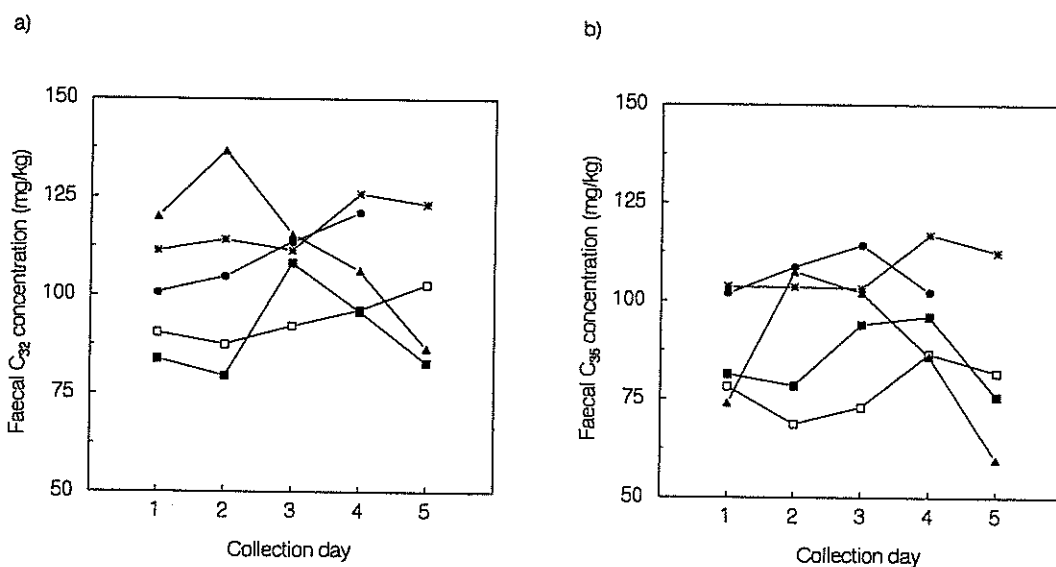 a)
150
125
100
75
50
Faecal C₃₂ concentration (mg/kg)
1 2 3 4 5
Collection day
b)
150
125
100
75
50
Faecal C₃₅ concentration (mg/kg)
1 2 3 4 5
Collection day